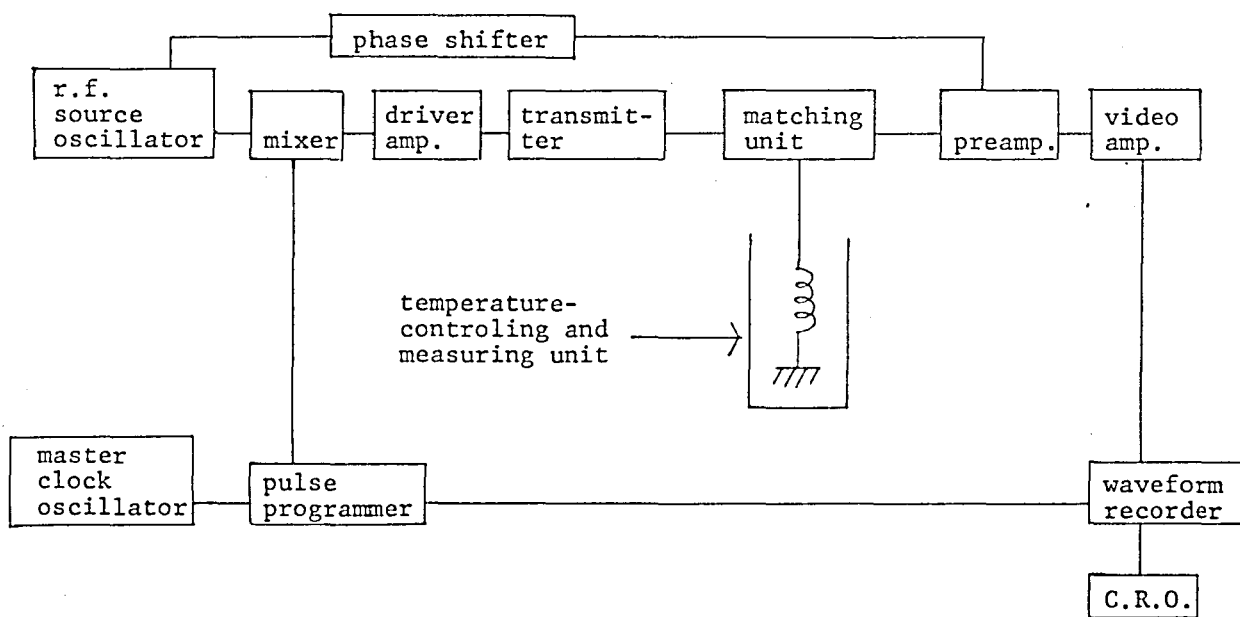 phase shifter
r.f.
source
oscillator
mixer
driver
amp.
transmit-
ter
matching
unit
preamp.
video
amp.
temperature-
controling and
measuring unit
master
clock
oscillator
pulse
programmer
waveform
recorder
C.R.O.